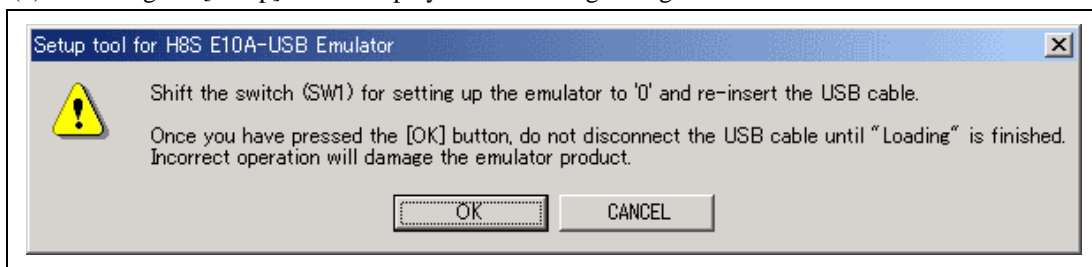 Setup tool for H8S E10A-USB Emulator
Shift the switch (SW1) for setting up the emulator to '0' and re-insert the USB cable.
Once you have pressed the [OK] button, do not disconnect the USB cable until "Loading" is finished.
Incorrect operation will damage the emulator product.
OK CANCEL